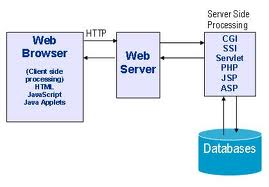 Server Side
Processing
Web
Browser
(Client side
processing)
HTML
JavaScript
Java Applets
HTTP
Web
Server
CGI
SSI
Servlet
PHP
JSP
ASP
Databases